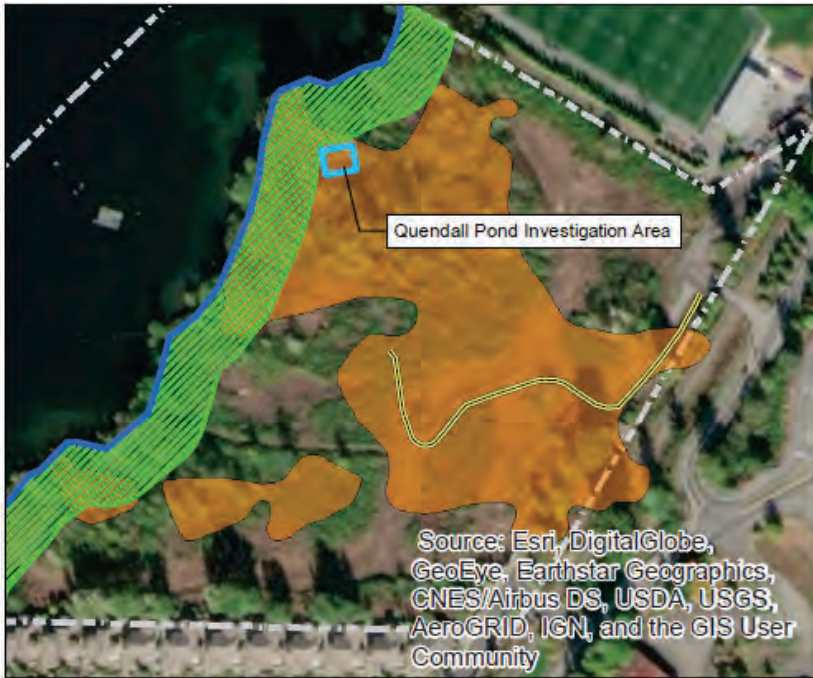 Quendall Pond Investigation Area
Source: Esri, DigitalGlobe,
GeoEye, Earthstar Geographics,
CNES/Airbus DS, USDA, USGS,
AeroGRID, IGN, and the GIS User
Community